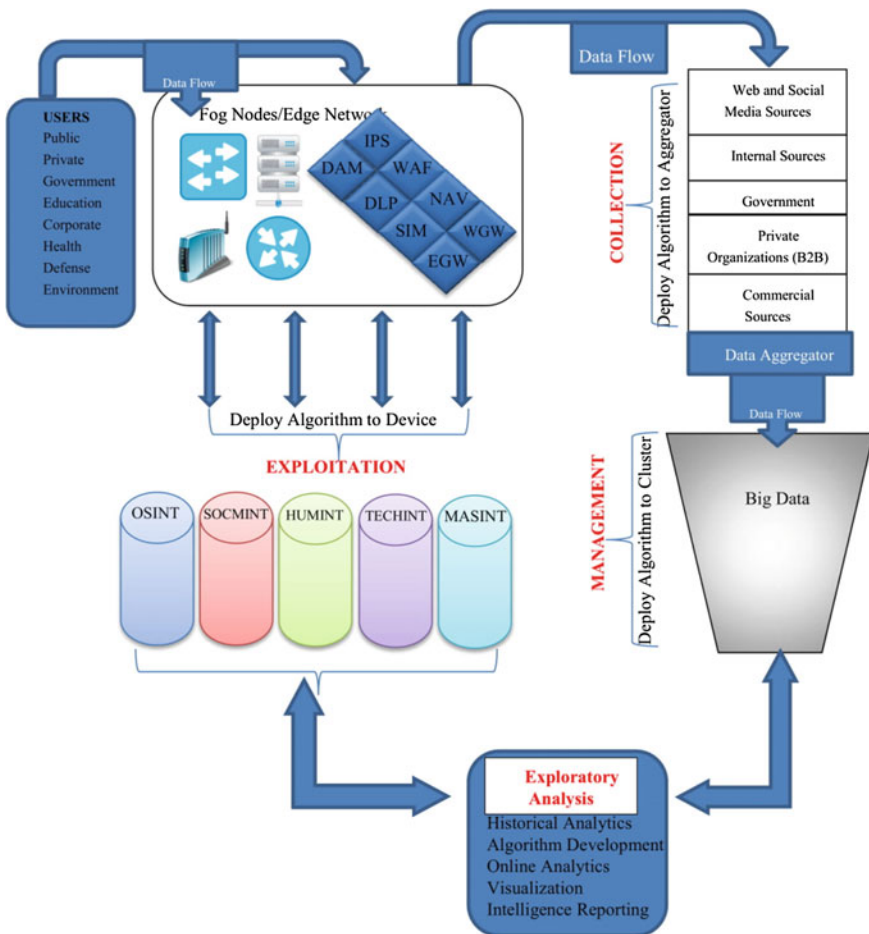 Data Flow
USERS
Public
Private
Government
Education
Corporate
Health
Defense
Environment
Fog Nodes/Edge Network
IPS
DAM
WAF
DLP
NAV
SIM
WGW
EGW
Data Flow
COLLECTION
Deploy Algorithm to Aggregator
Web and Social
Media Sources
Internal Sources
Government
Private
Organizations (B2B)
Commercial
Sources
Data Aggregator
Data Flow
Deploy Algorithm to Device
EXPLOITATION
OSINT
SOCMINT
HUMINT
TECHINT
MASINT
MANAGEMENT
Deploy Algorithm to Cluster
Big Data
Exploratory
Analysis
Historical Analytics
Algorithm Development
Online Analytics
Visualization
Intelligence Reporting